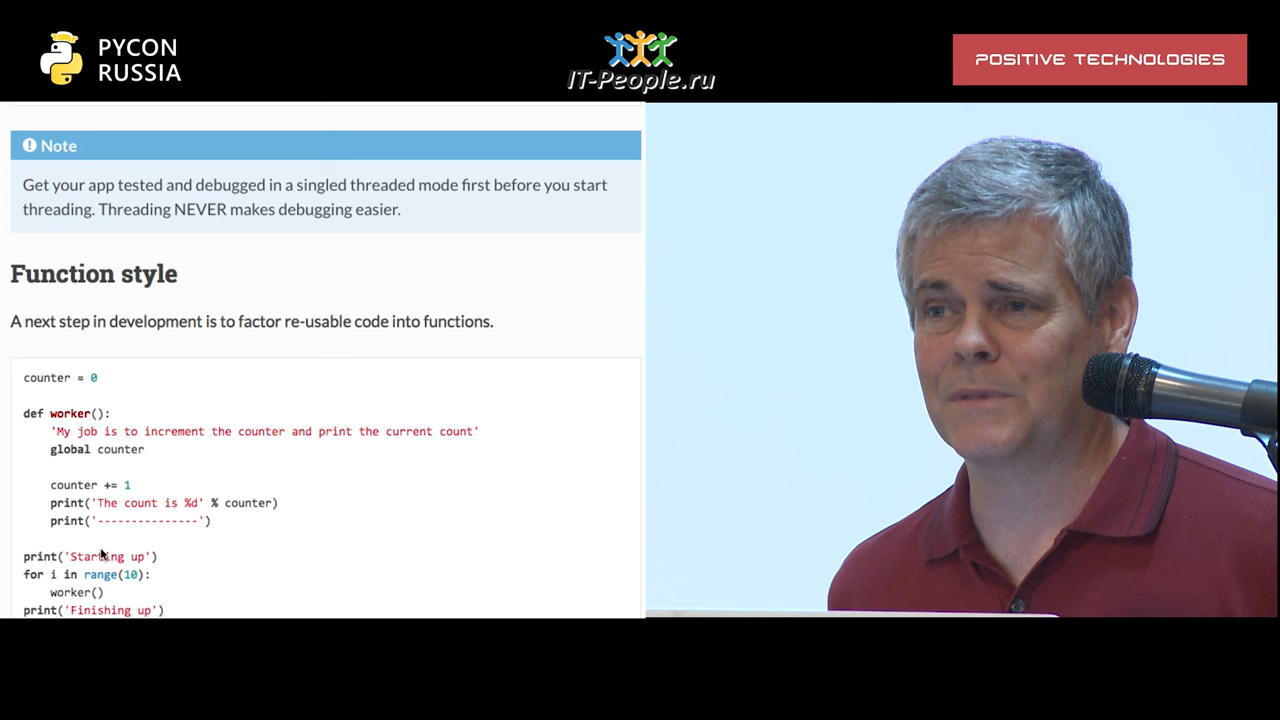 PYCON
RUSSIA
IT-People.ru
POSITIVE TECHNOLOGIES
Note
Get your app tested and debugged in a singled threaded mode first before you start
threading. Threading NEVER makes debugging easier.
Function style
A next step in development is to factor re-usable code into functions.
counter = 0
def worker():
'My job is to increment the counter and print the current count'
global counter
counter += 1
print('The count is %d' % counter)
print('---------------')
print('Starting up')
for i in range(10):
worker()
print('Finishing up')